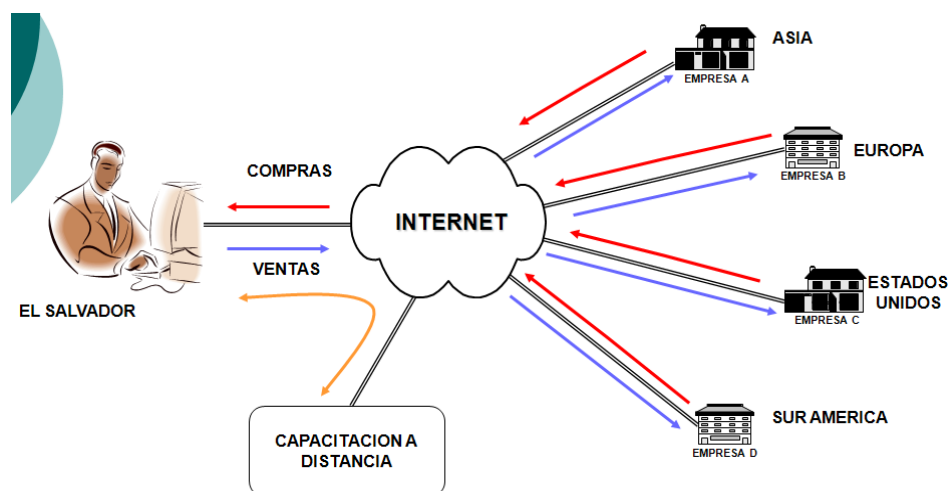 ASIA
EMPRESA A
COMPRAS
EUROPA
EMPRESA B
INTERNET
VENTAS
EL SALVADOR
ESTADOS
UNIDOS
EMPRESA C
SUR AMERICA
EMPRESA D
CAPACITACION A
DISTANCIA